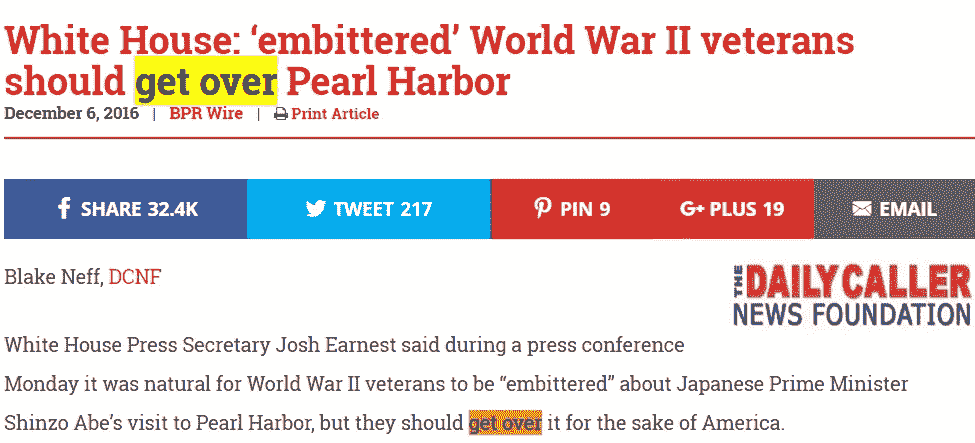 White House: ‘embittered’ World War II veterans
should get over Pearl Harbor
December 6, 2016 | BPR Wire | Print Article
f SHARE 32.4K TWEET 217 PIN 9 G+ PLUS 19 EMAIL
Blake Neff, DCNF
THE DAILY CALLER
NEWS FOUNDATION
White House Press Secretary Josh Earnest said during a press conference
Monday it was natural for World War II veterans to be “embittered” about Japanese Prime Minister
Shinzo Abe’s visit to Pearl Harbor, but they should get over it for the sake of America.